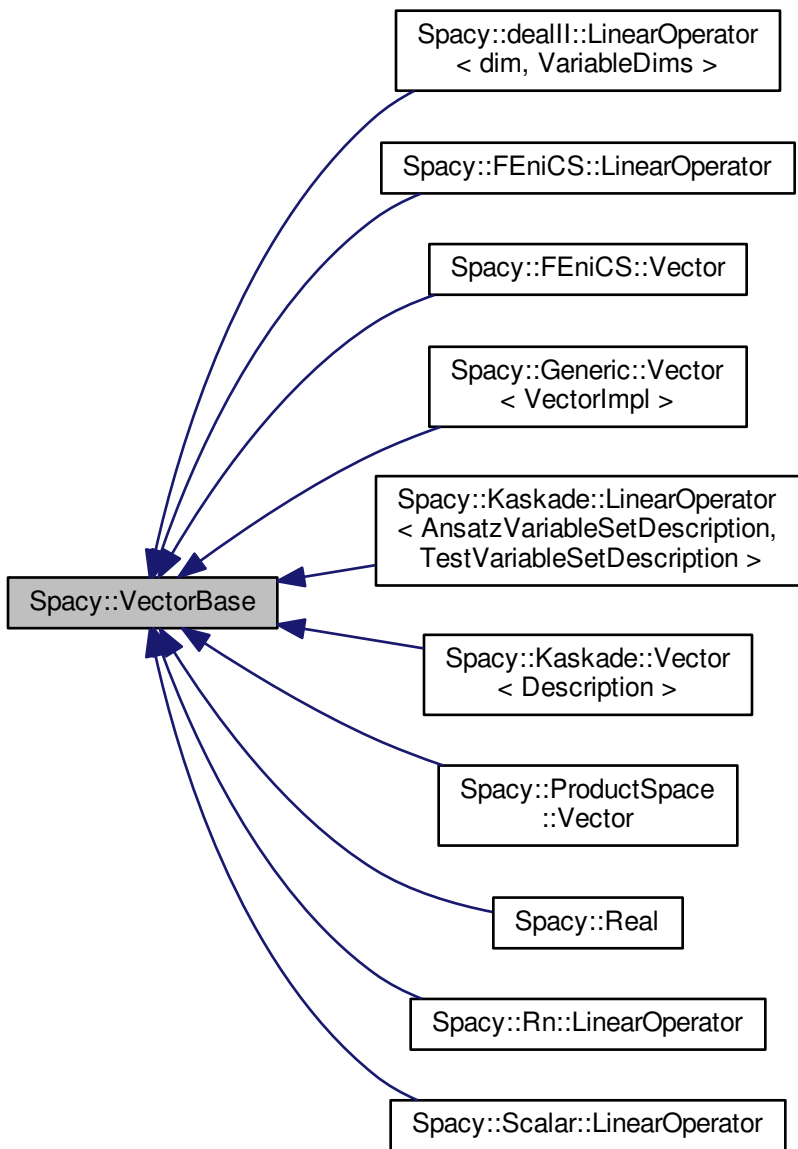 Spacy::dealII::LinearOperator
< dim, VariableDims >
Spacy::FEniCS::LinearOperator
Spacy::FEniCS::Vector
Spacy::Generic::Vector
< VectorImpl >
Spacy::Kaskade::LinearOperator
< AnsatzVariableSetDescription,
TestVariableSetDescription >
Spacy::VectorBase
Spacy::Kaskade::Vector
< Description >
Spacy::ProductSpace
::Vector
Spacy::Real
Spacy::Rn::LinearOperator
Spacy::Scalar::LinearOperator